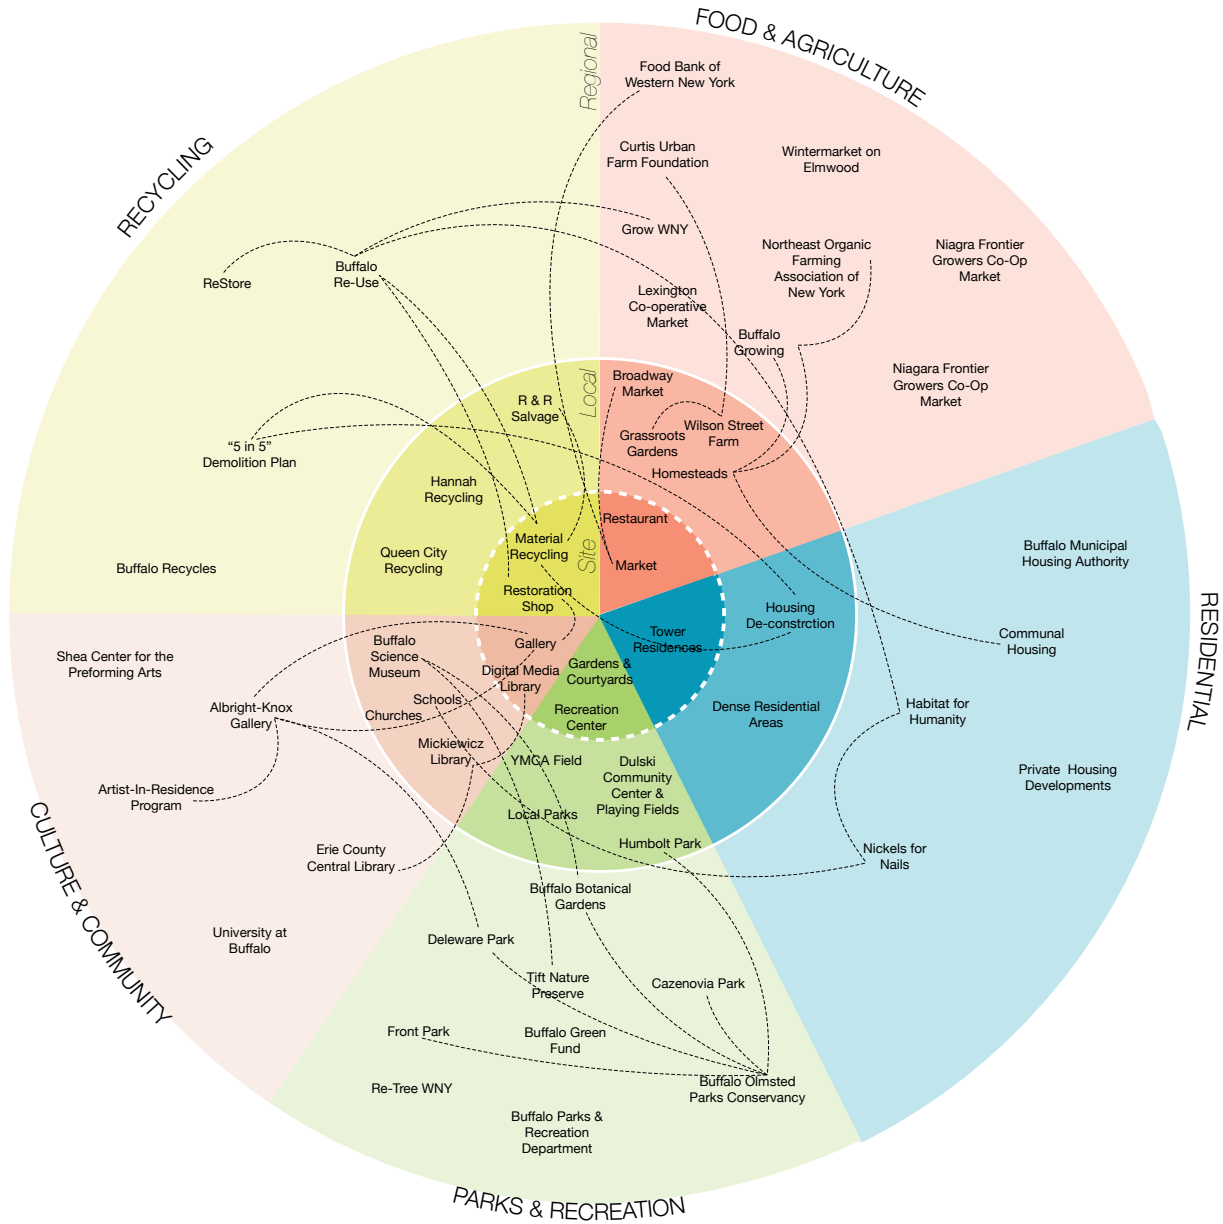 FOOD & AGRICULTURE
Regional
Food Bank of
Western New York
Curtis Urban
Farm Foundation
Wintermarket on
Elmwood
Grow WNY
Northeast Organic
Farming
Association of
New York
Niagra Frontier
Growers Co-Op
Market
Lexington
Co-operative
Market
Buffalo
Growing
Niagara Frontier
Growers Co-Op
Market
Local
Broadway
Market
Grassroots
Gardens
Wilson Street
Farm
Homesteads
Site
Restaurant
Market
RESIDENTIAL
Buffalo Municipal
Housing Authority
Communal
Housing
Habitat for
Humanity
Private Housing
Developments
Nickels for
Nails
Housing
De-constrction
Dense Residential
Areas
Tower
Residences
PARKS & RECREATION
Gardens &
Courtyards
Recreation
Center
YMCA Field
Dulski
Community
Center &
Playing Fields
Local Parks
Humbolt Park
Buffalo Botanical
Gardens
Deleware Park
Tift Nature
Preserve
Cazenovia Park
Front Park
Buffalo Green
Fund
Re-Tree WNY
Buffalo Olmsted
Parks Conservancy
Buffalo Parks &
Recreation
Department
CULTURE & COMMUNITY
Shea Center for the
Preforming Arts
Albright-Knox
Gallery
Artist-In-Residence
Program
Erie County
Central Library
University at
Buffalo
Buffalo
Science
Museum
Schools
Churches
Mickiewicz
Library
Gallery
Digital Media
Library
RECYCLING
ReStore
Buffalo
Re-Use
“5 in 5”
Demolition Plan
Buffalo Recycles
R & R
Salvage
Hannah
Recycling
Queen City
Recycling
Material
Recycling
Restoration
Shop